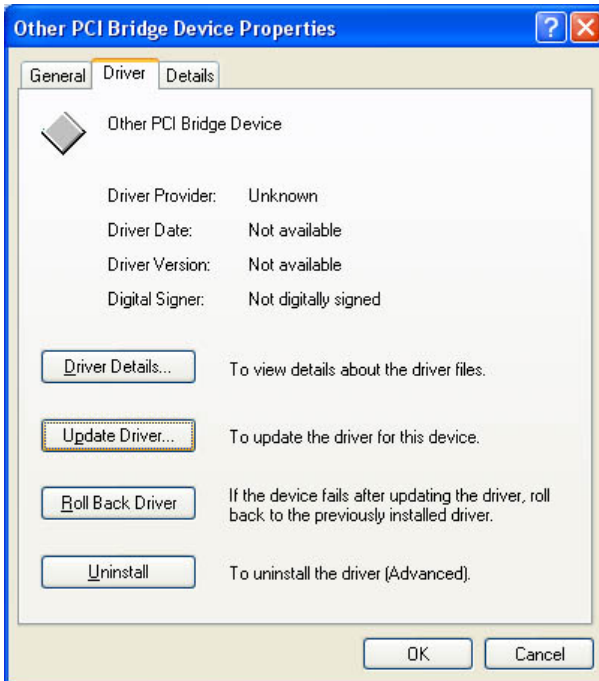 Other PCI Bridge Device Properties
General Driver Details
Other PCI Bridge Device
Driver Provider: Unknown
Driver Date: Not available
Driver Version: Not available
Digital Signer: Not digitally signed
Driver Details... To view details about the driver files.
Update Driver... To update the driver for this device.
Roll Back Driver If the device fails after updating the driver, roll
back to the previously installed driver.
Uninstall To uninstall the driver (Advanced).
OK Cancel